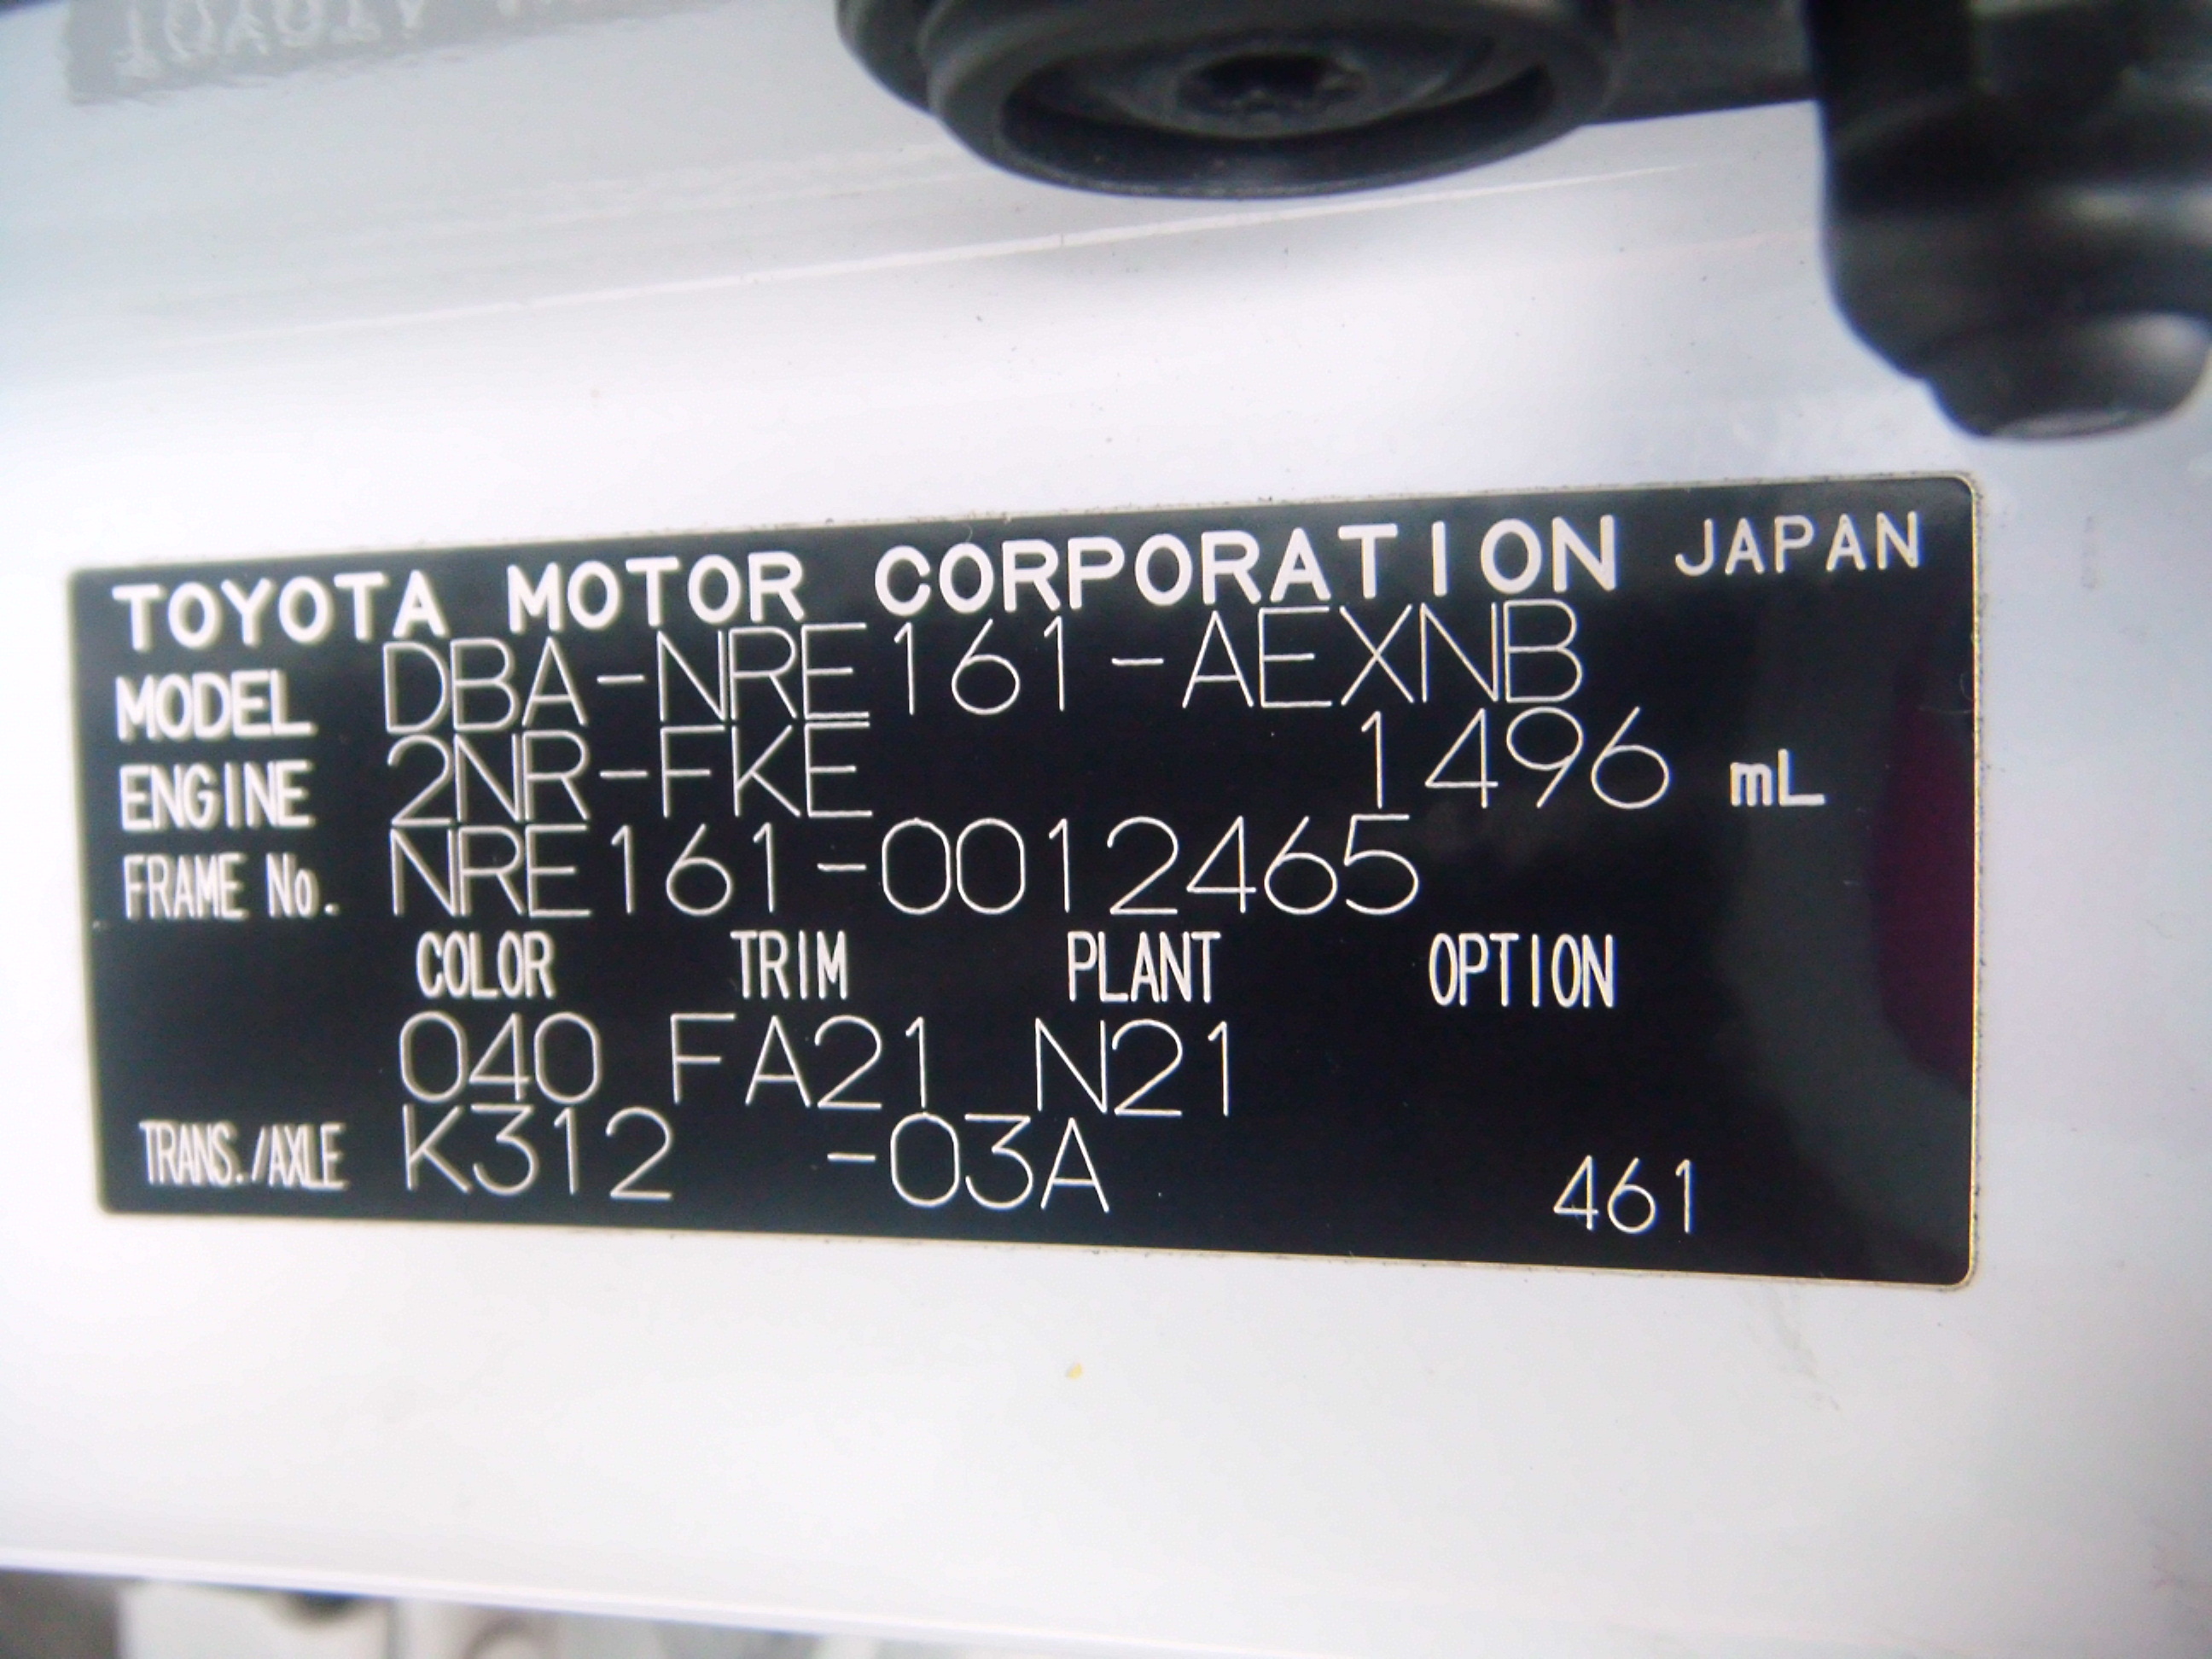 TOYOTA
TOYOTA MOTOR CORPORATION JAPAN
MODEL DBA-NRE161-AEXNB
ENGINE 2NR-FKE 1496 mL
FRAME No. NRE161-0012465
COLOR TRIM PLANT OPTION
040 FA21 N21
TRANS./AXLE K312 -03A 461